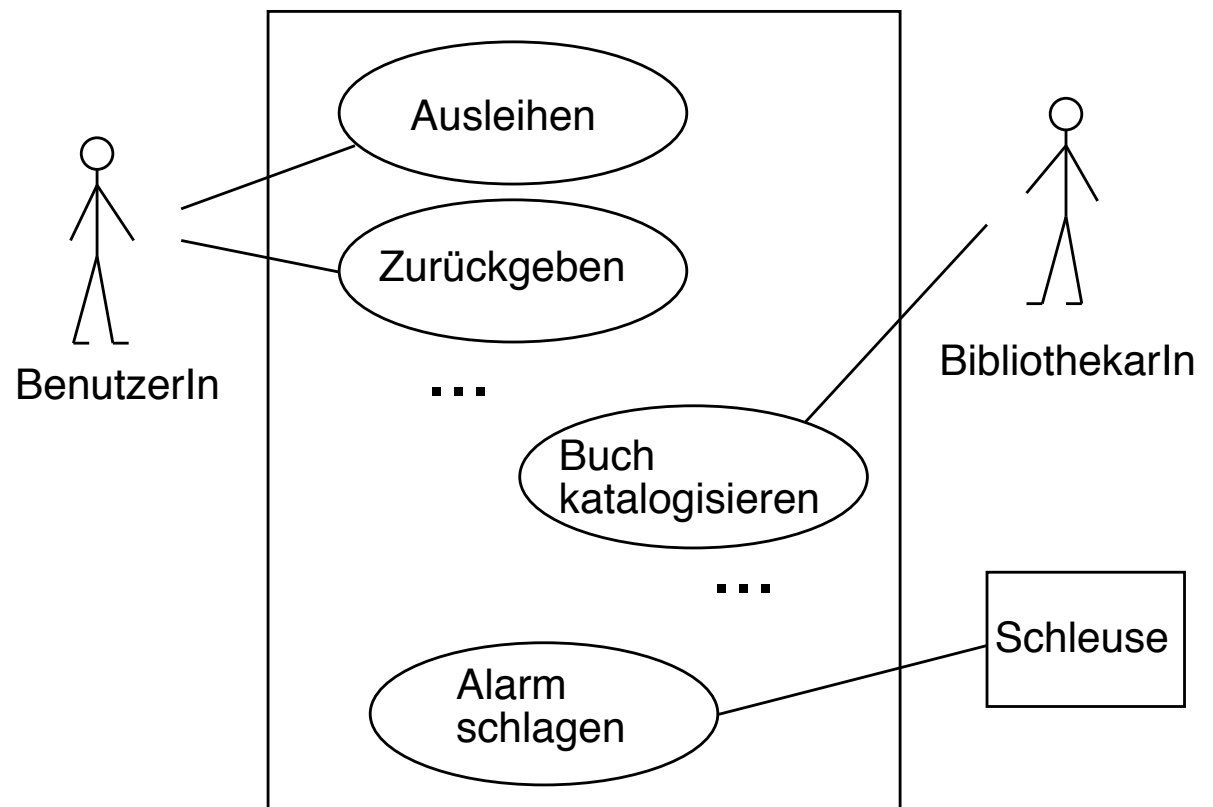 Ausleihen
Zurückgeben
BenutzerIn
BibliothekarIn
...
Buch
katalogisieren
...
Schleuse
Alarm
schlagen